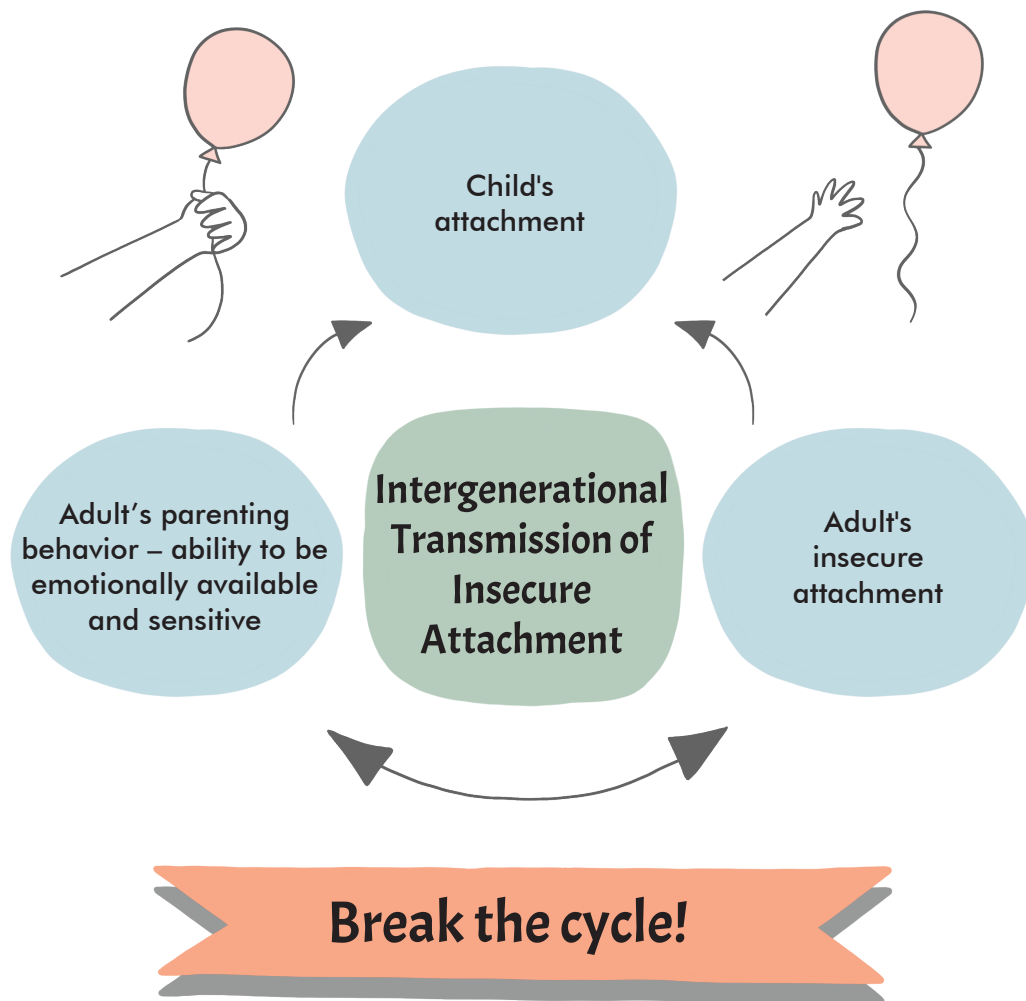 Child's
attachment
Intergenerational
Transmission of
Insecure
Attachment
Adult’s parenting
behavior – ability to be
emotionally available
and sensitive
Adult's
insecure
attachment
Break the cycle!